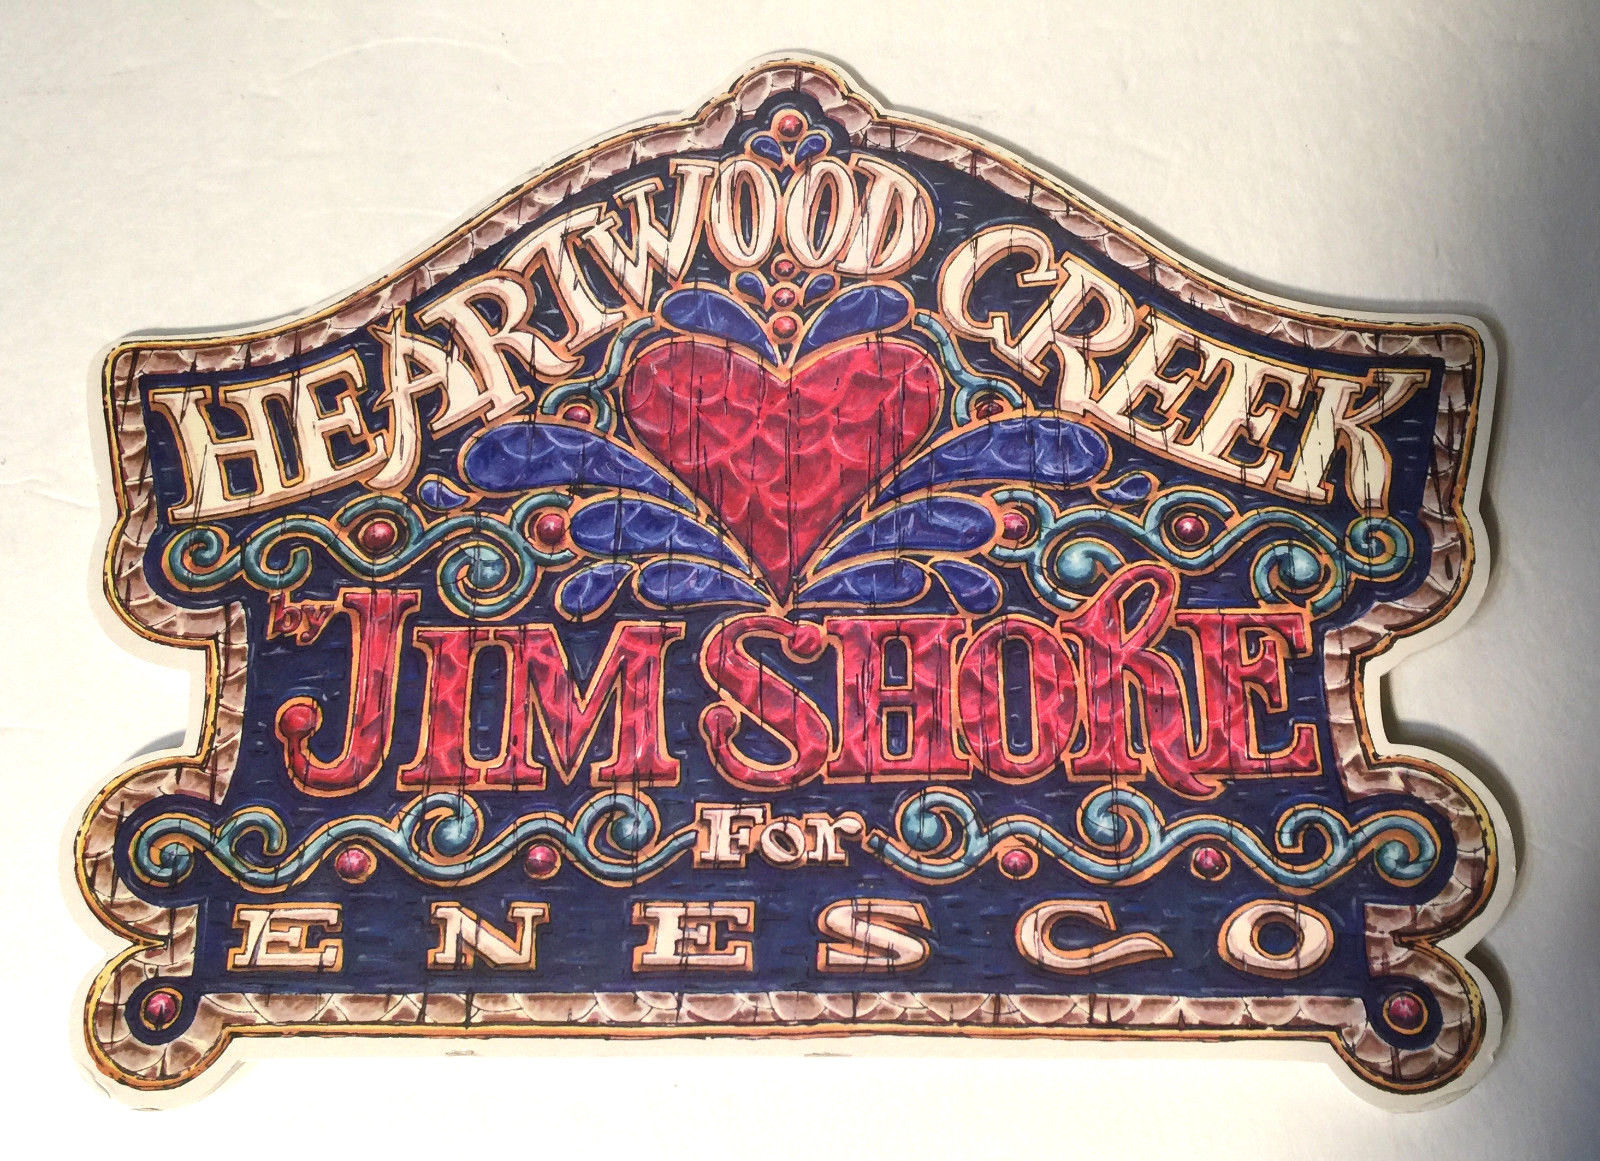 HEARTWOOD CREEK
by JIM SHORE
For
ENESCO